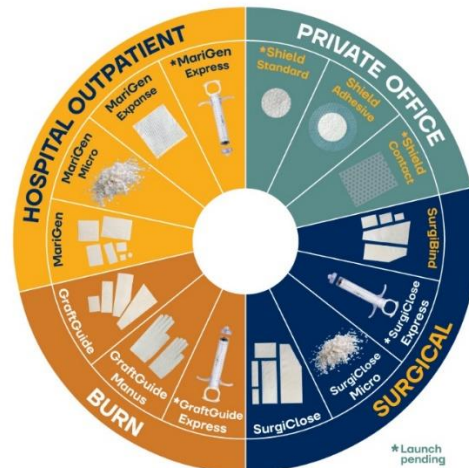 HOSPITAL OUTPATIENT
MariGen
MariGen
Micro
MariGen
Expanse
*MariGen
Express
PRIVATE OFFICE
*Shield
Standard
Shield
Adhesive
*Shield
Contact
SURGICAL
SurgiBind
*SurgiClose
Express
SurgiClose
Micro
SurgiClose
BURN
GraftGuide
GraftGuide
Manus
*GraftGuide
Express
*Launch
pending